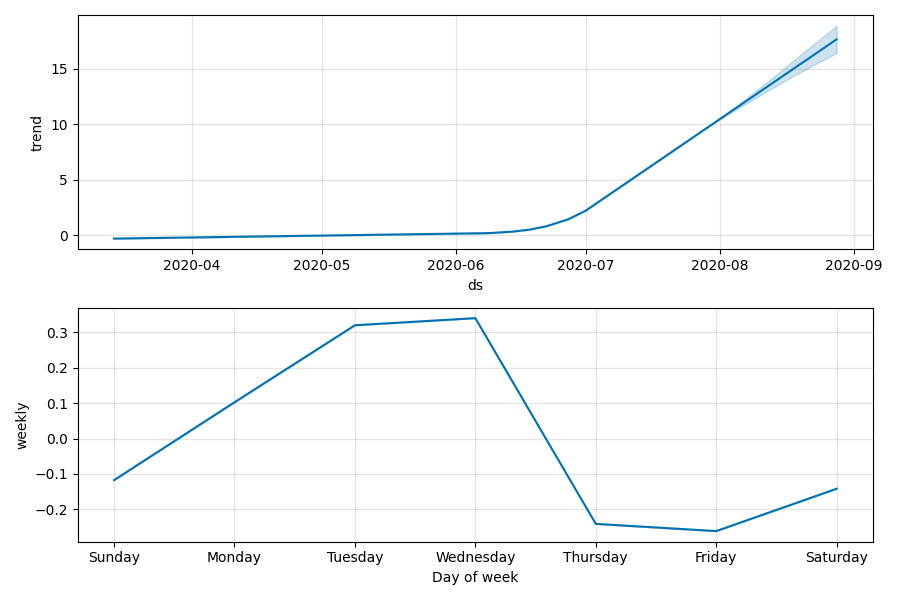 15
10
5
0
trend
2020-04 2020-05 2020-06 2020-07 2020-08 2020-09
ds
0.3
0.2
0.1
0.0
−0.1
−0.2
weekly
Sunday Monday Tuesday Wednesday Thursday Friday Saturday
Day of week